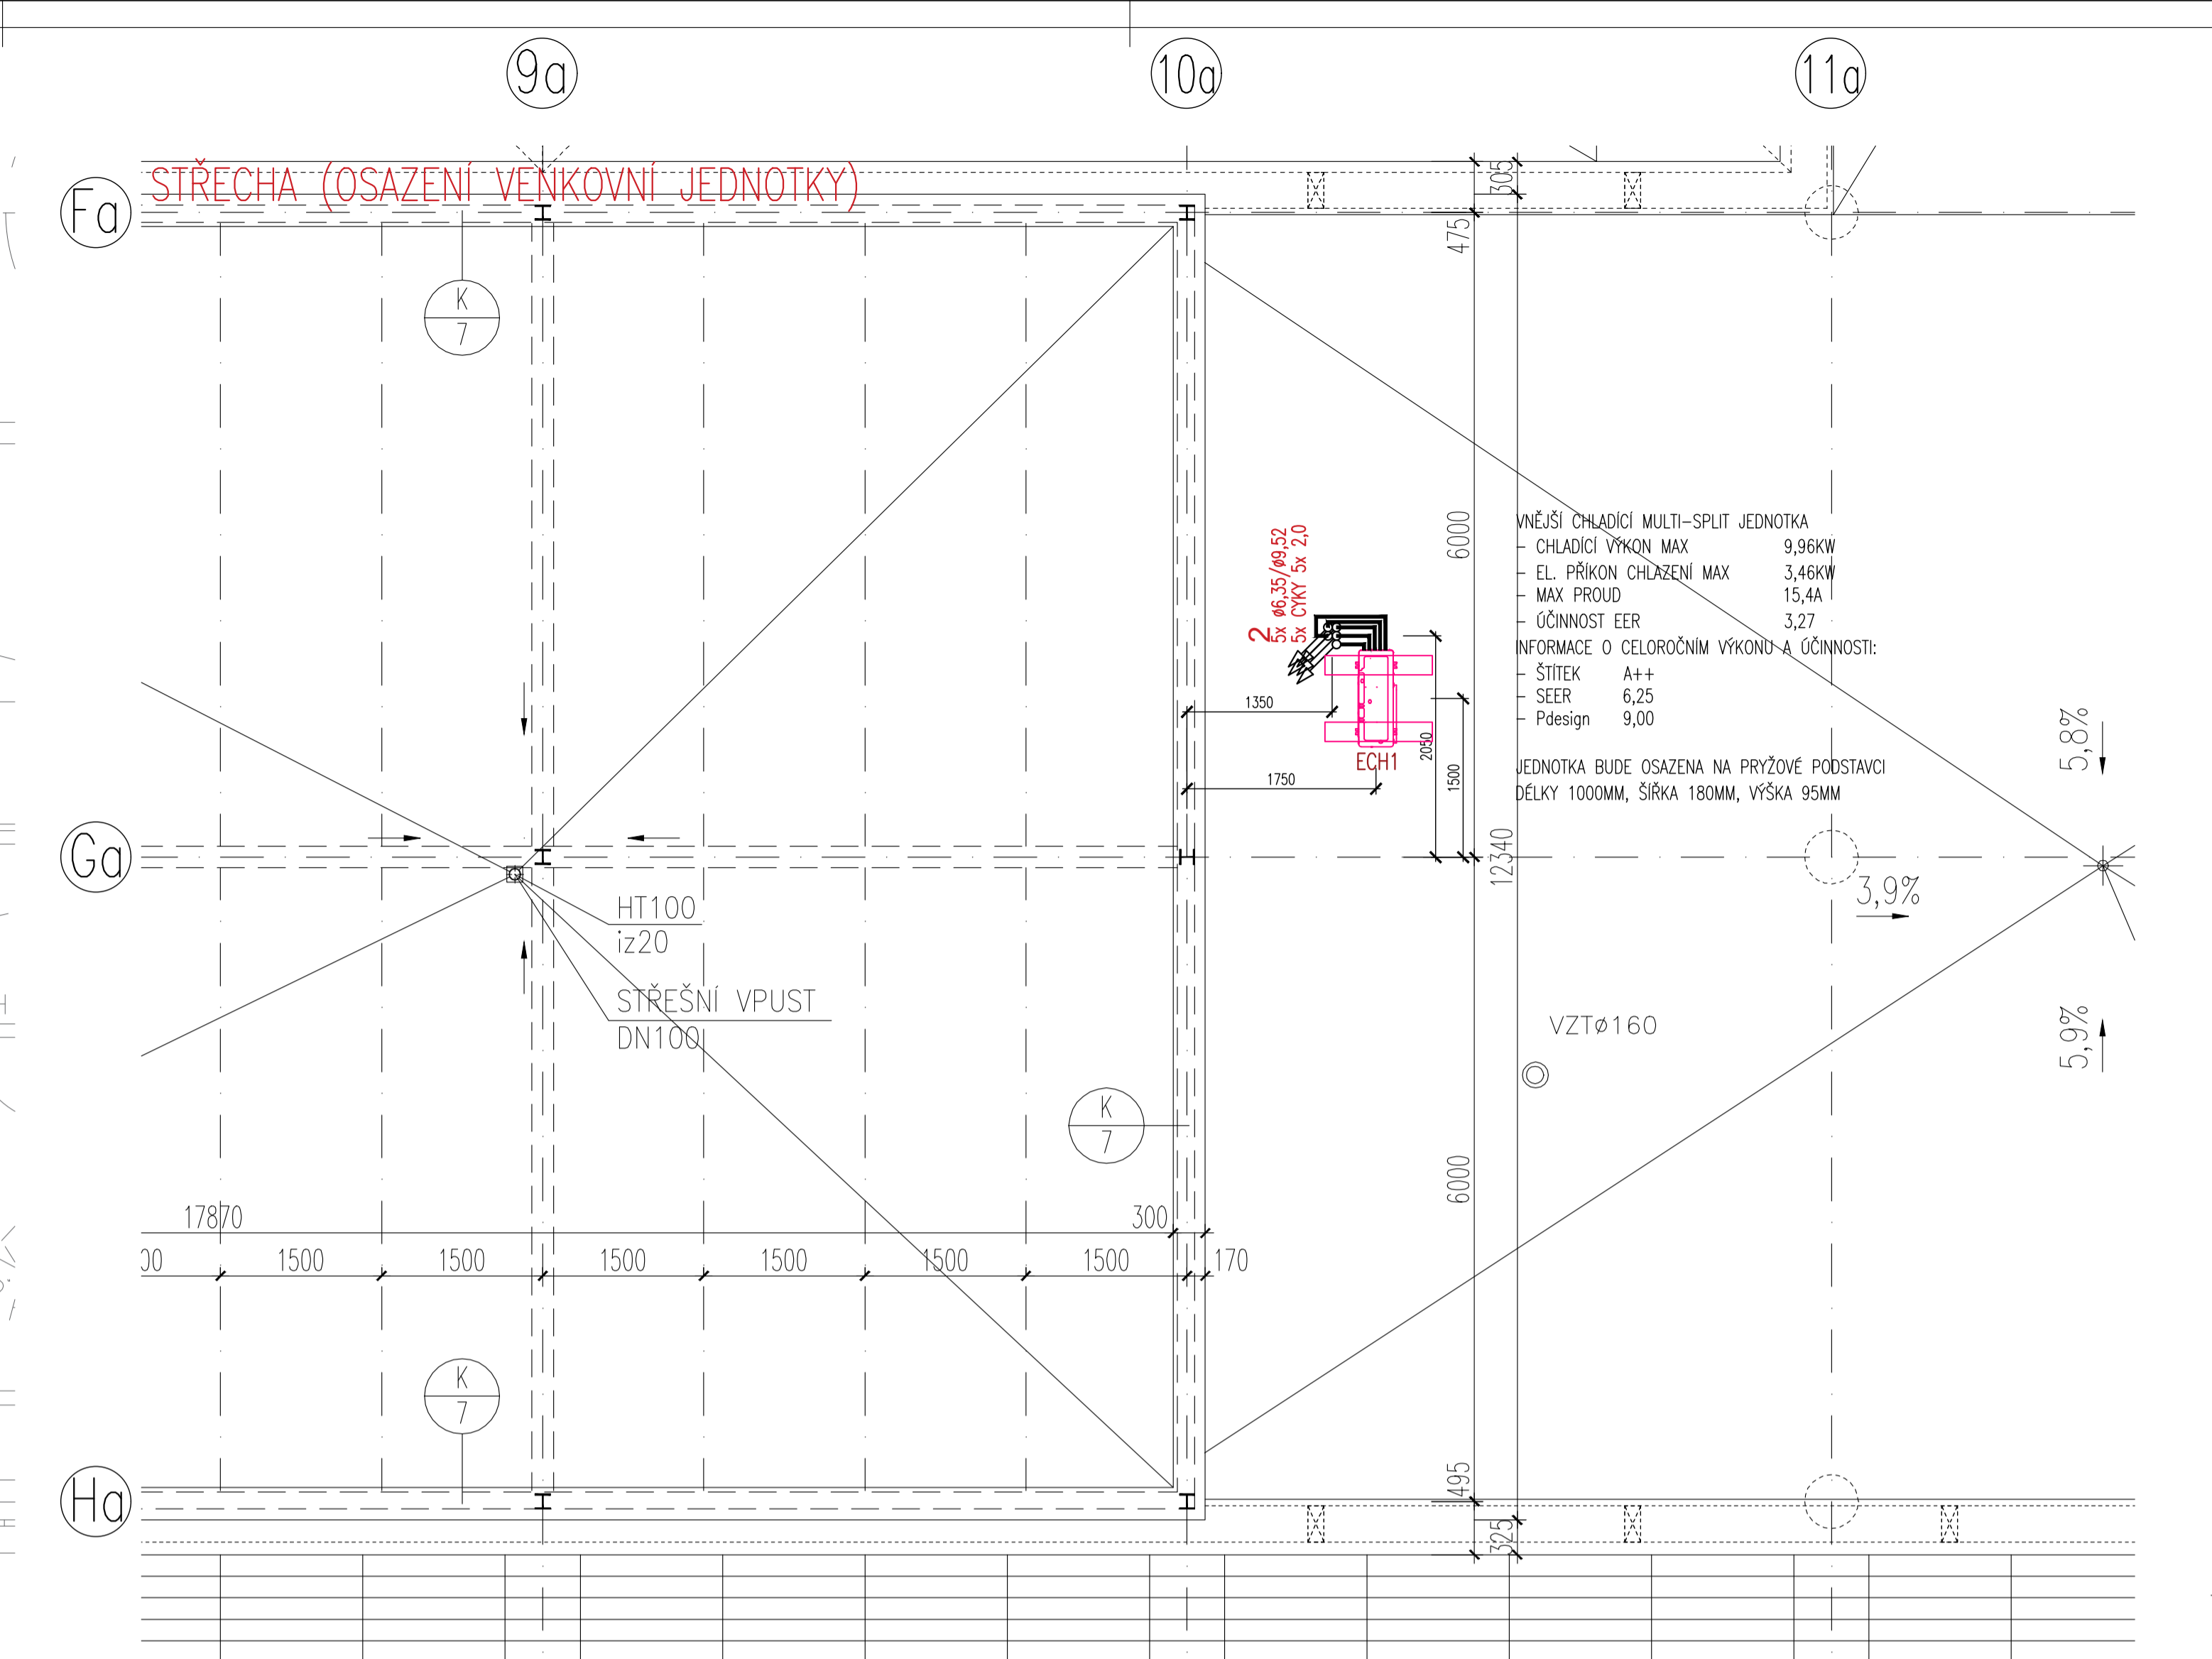 9a
10a
11a
STŘECHA (OSAZENÍ VENKOVNÍ JEDNOTKY)
Fa
305
475
K
7
6000
2
5x ø6,35/ø9,52
5x CYKY 5x 2,0
VNĚJŠÍ CHLADÍCÍ MULTI-SPLIT JEDNOTKA
- CHLADÍCÍ VÝKON MAX 9,96KW
- EL. PŘÍKON CHLAZENÍ MAX 3,46KW
- MAX PROUD 15,4A
- ÚČINNOST EER 3,27
INFORMACE O CELOROČNÍM VÝKONU A ÚČINNOSTI:
- ŠTÍTEK A++
- SEER 6,25
- Pdesign 9,00
JEDNOTKA BUDE OSAZENA NA PRYŽOVÉ PODSTAVCI
DÉLKY 1000MM, ŠÍŘKA 180MM, VÝŠKA 95MM
1350
2050
1500
ECH1
1750
5,8%
Ga
12340
3,9%
HT100
iz20
STŘEŠNÍ VPUST
DN100
VZTø160
5,9%
K
7
6000
17870
300
00
1500
1500
1500
1500
1500
1500
170
K
7
495
Ha
325